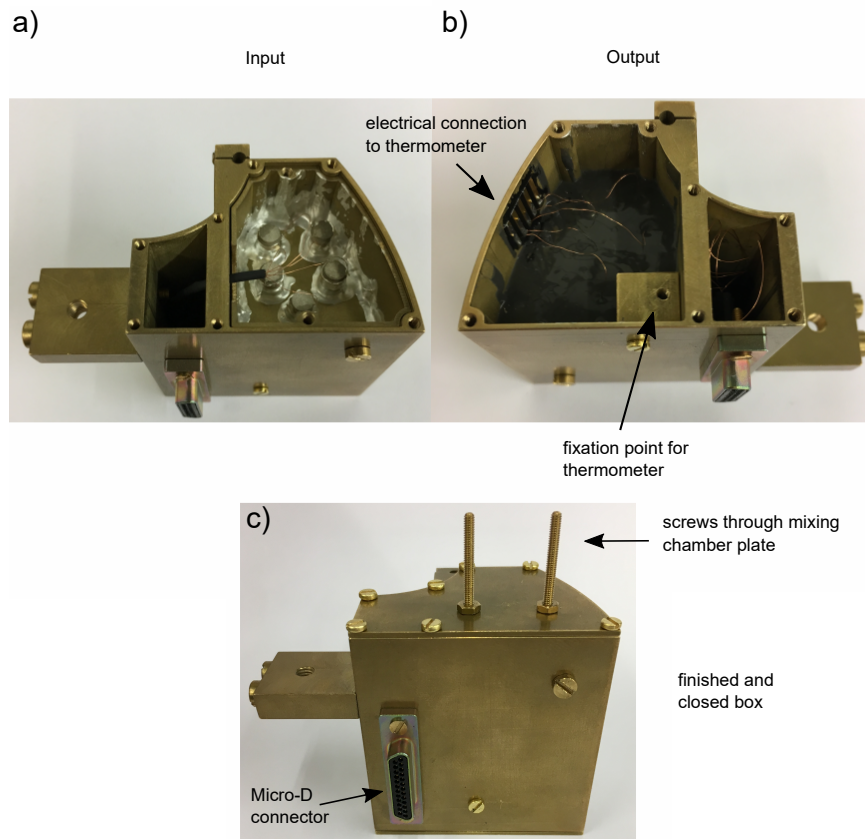 a)
b)
Input
Output
electrical connection
to thermometer
fixation point for
thermometer
c)
screws through mixing
chamber plate
finished and
closed box
Micro-D
connector